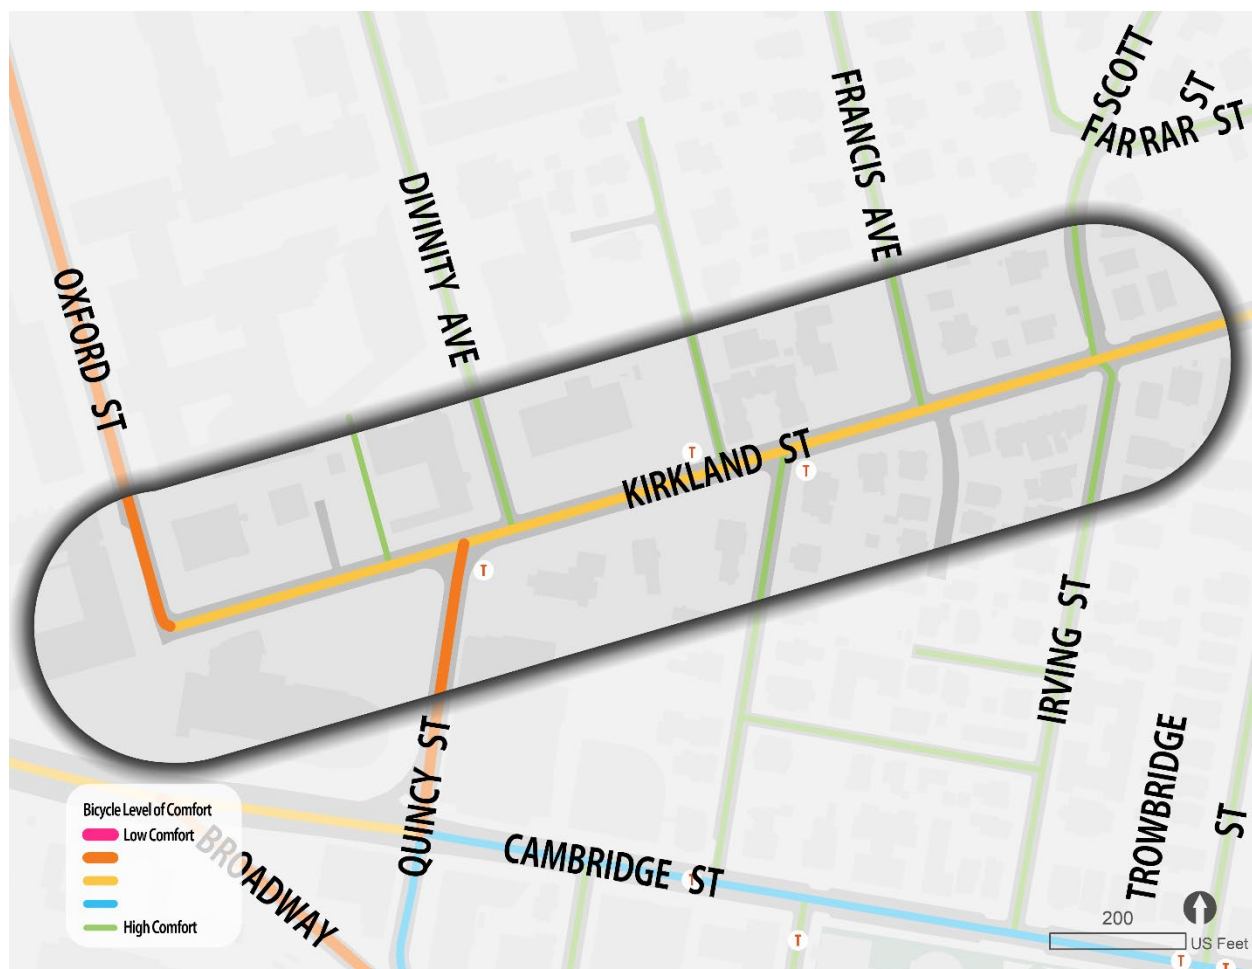 SCOTT
ST
FARRAR ST
FRANCIS AVE
DIVINITY AVE
OXFORD ST
KIRKLAND ST
T
T
T
IRVING ST
QUINCY ST
TROWBRIDGE
ST
CAMBRIDGE ST
T
BROADWAY
T
T
T
Bicycle Level of Comfort
Low Comfort
High Comfort
200
US Feet